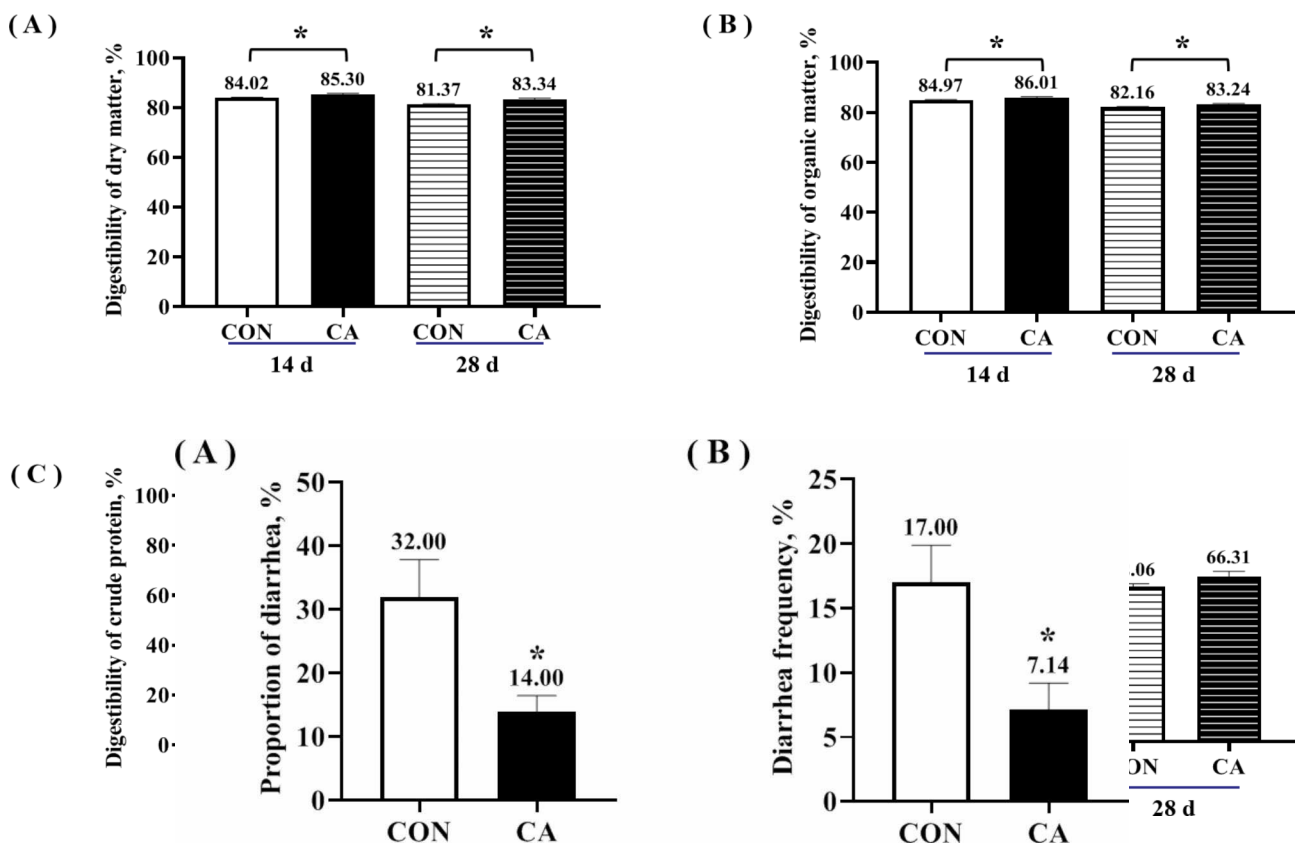 ( A )
*
*
Digestibility of dry matter, %
100
80
60
40
20
0
84.02
85.30
81.37
83.34
CON
CA
CON
CA
14 d
28 d
( B )
*
*
Digestibility of organic matter, %
100
80
60
40
20
0
84.97
86.01
82.16
83.24
CON
CA
CON
CA
14 d
28 d
( C )
Digestibility of crude protein, %
100
80
60
40
20
0
( A )
Proportion of diarrhea, %
50
40
30
20
10
0
32.00
*
14.00
CON
CA
( B )
Diarrhea frequency, %
25
20
15
10
5
0
17.00
*
7.14
CON
CA
.06
66.31
ON
CA
28 d